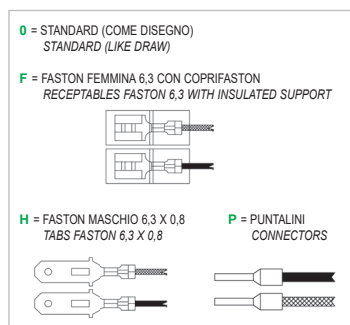 0 = STANDARD (COME DISEGNO)
STANDARD (LIKE DRAW)
F = FASTON FEMMINA 6,3 CON COPRIFASTON
RECEPTABLES FASTON 6,3 WITH INSULATED SUPPORT
H = FASTON MASCHIO 6,3 X 0,8
TABS FASTON 6,3 X 0,8
P = PUNTALINI
CONNECTORS